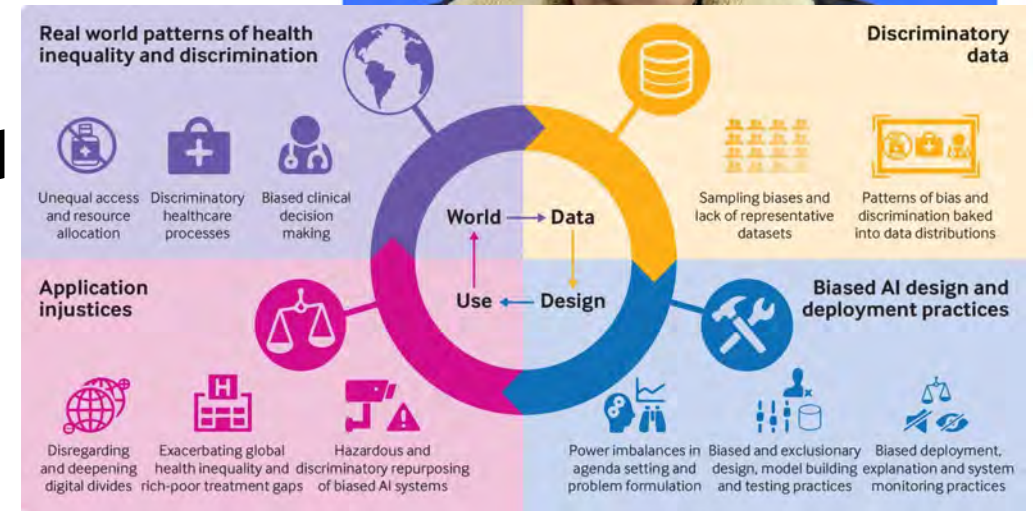 Real world patterns of health
inequality and discrimination
Unequal access
and resource
allocation
Discriminatory
healthcare
processes
Biased clinical
decision
making
Discriminatory
data
Sampling biases and
lack of representative
datasets
Patterns of bias and
discrimination baked
into data distributions
World
Data
Use
Design
Application
injustices
H
Disregarding
and deepening
digital divides
Exacerbating global
health inequality and
rich-poor treatment gaps
Hazardous and
discriminatory repurposing
of biased AI systems
Biased AI design and
deployment practices
Power imbalances in
agenda setting and
problem formulation
Biased and exclusionary
design, model building
and testing practices
Biased deployment,
explanation and system
monitoring practices